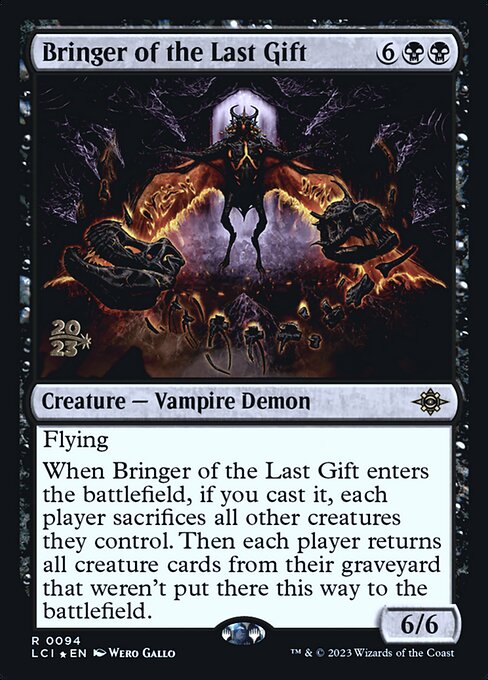 Bringer of the Last Gift 6
20
23
Creature — Vampire Demon
Flying
When Bringer of the Last Gift enters
the battlefield, if you cast it, each
player sacrifices all other creatures
they control. Then each player returns
all creature cards from their graveyard
that weren't put there this way to the
battlefield.
6/6
R 0094
LCI ★ EN Wero Gallo
™ & © 2023 Wizards of the Coast